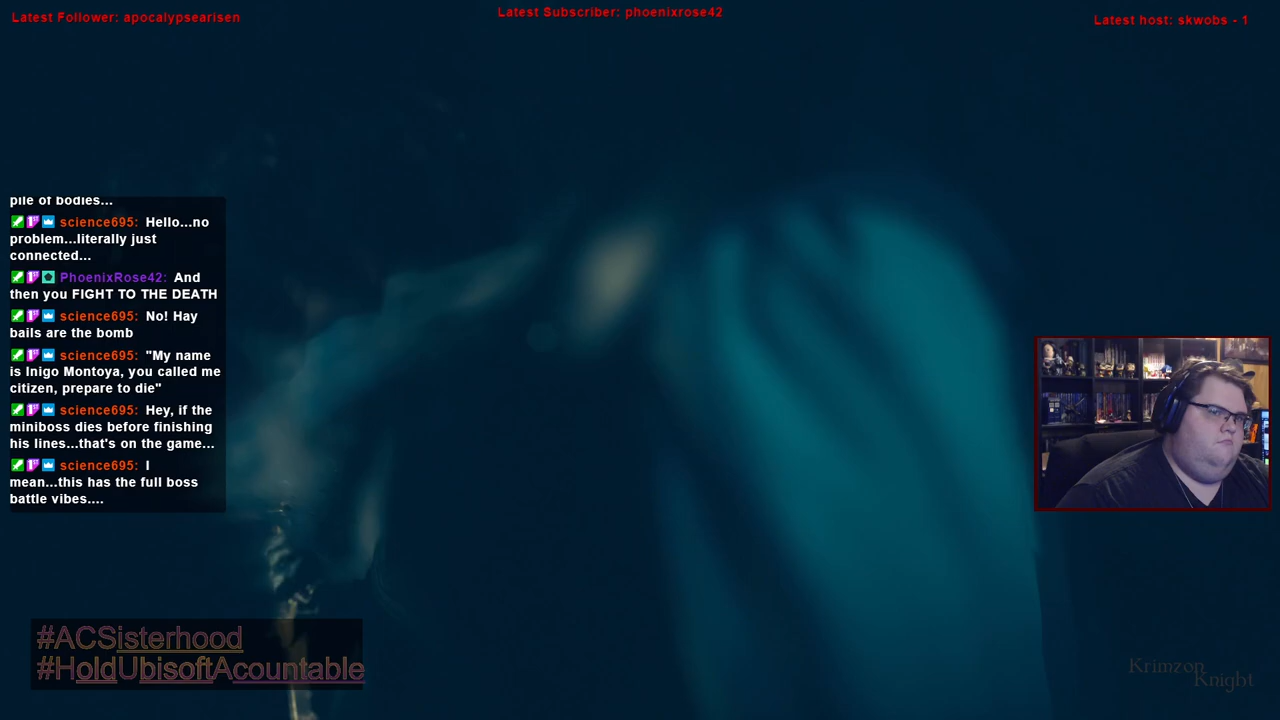 Latest Follower: apocalypsearisen
Latest Subscriber: phoenixrose42
Latest host: skwobs - 1
pile of bodies...
science695: Hello...no
problem...literally just
connected...
PhoenixRose42: And
then you FIGHT TO THE DEATH
science695: No! Hay
bails are the bomb
science695: "My name
is Inigo Montoya, you called me
citizen, prepare to die"
science695: Hey, if the
miniboss dies before finishing
his lines...that's on the game...
science695: I
mean...this has the full boss
battle vibes....
#ACSisterhood
#HoldUbisoftAcountable
Krimzon
Knight